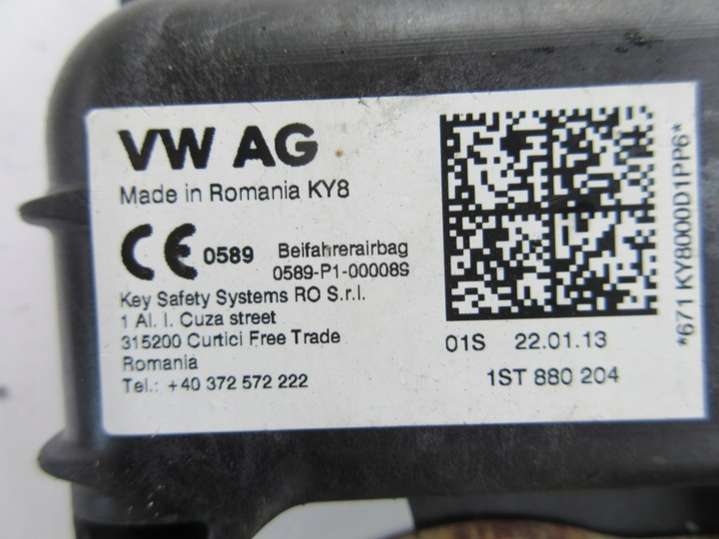 VW AG
Made in Romania KY8
CE 0589 Beifahrerairbag
0589-P1-000089
Key Safety Systems RO S.r.l.
1 Al. I. Cuza street
315200 Curtici Free Trade
Romania
Tel.: +40 372 572 222
01S 22.01.13
1ST 880 204
*671 KY8000D1PP6*